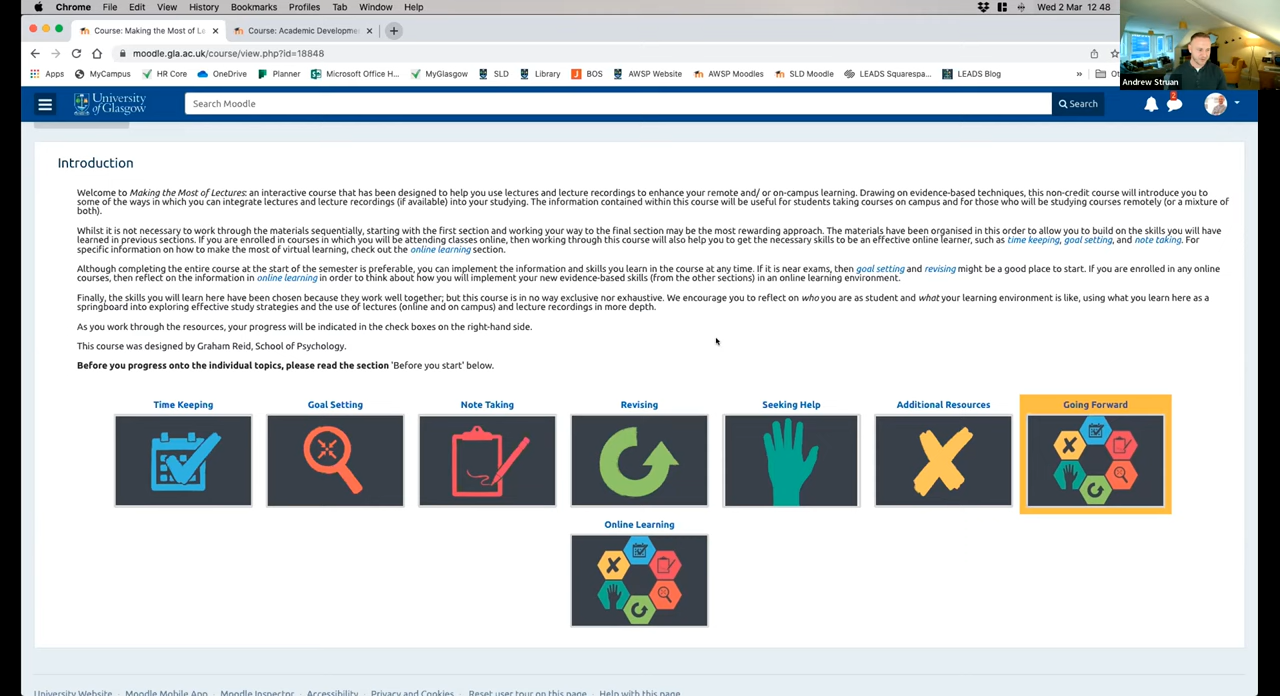 Chrome File Edit View History Bookmarks Profiles Tab Window Help
Wed 2 Mar 12 48
Course: Making the Most of Le
Course: Academic Developme
moodle.gla.ac.uk/course/view.php?id=18848
Apps MyCampus HR Core OneDrive Planner Microsoft Office H... MyGlasgow SLD Library BOS AWSP Website AWSP Moodles SLD Moodle LEADS Squarespa... LEADS Blog » Ot
Andrew Struan
University of Glasgow
Search Moodle
Search
2
Introduction
Welcome to Making the Most of Lectures: an interactive course that has been designed to help you use lectures and lecture recordings to enhance your remote and/ or on-campus learning. Drawing on evidence-based techniques, this non-credit course will introduce you to
some of the ways in which you can integrate lectures and lecture recordings (if available) into your studying. The information contained within this course will be useful for students taking courses on campus and for those who will be studying courses remotely (or a mixture of
both).
Whilst it is not necessary to work through the materials sequentially, starting with the first section and working your way to the final section may be the most rewarding approach. The materials have been organised in this order to allow you to build on the skills you will have
learned in previous sections. If you are enrolled in courses in which you will be attending classes online, then working through this course will also help you to get the necessary skills to be an effective online learner, such as time keeping, goal setting, and note taking. For
specific information on how to make the most of virtual learning, check out the online learning section.
Although completing the entire course at the start of the semester is preferable, you can implement the information and skills you learn in the course at any time. If it is near exams, then goal setting and revising might be a good place to start. If you are enrolled in any online
courses, then reflect on the information in online learning in order to think about how you will implement your new evidence-based skills (from the other sections) in an online learning environment.
Finally, the skills you will learn here have been chosen because they work well together; but this course is in no way exclusive nor exhaustive. We encourage you to reflect on who you are as student and what your learning environment is like, using what you learn here as a
springboard into exploring effective study strategies and the use of lectures (online and on campus) and lecture recordings in more depth.
As you work through the resources, your progress will be indicated in the check boxes on the right-hand side.
This course was designed by Graham Reid, School of Psychology.
Before you progress onto the individual topics, please read the section 'Before you start' below.
Time Keeping
Goal Setting
Note Taking
Revising
Seeking Help
Additional Resources
Going Forward
Online Learning
University Website · Moodle Mobile App · Moodle Inspector · Accessibility · Privacy and Cookies · Reset user tour on this page · Help with this page